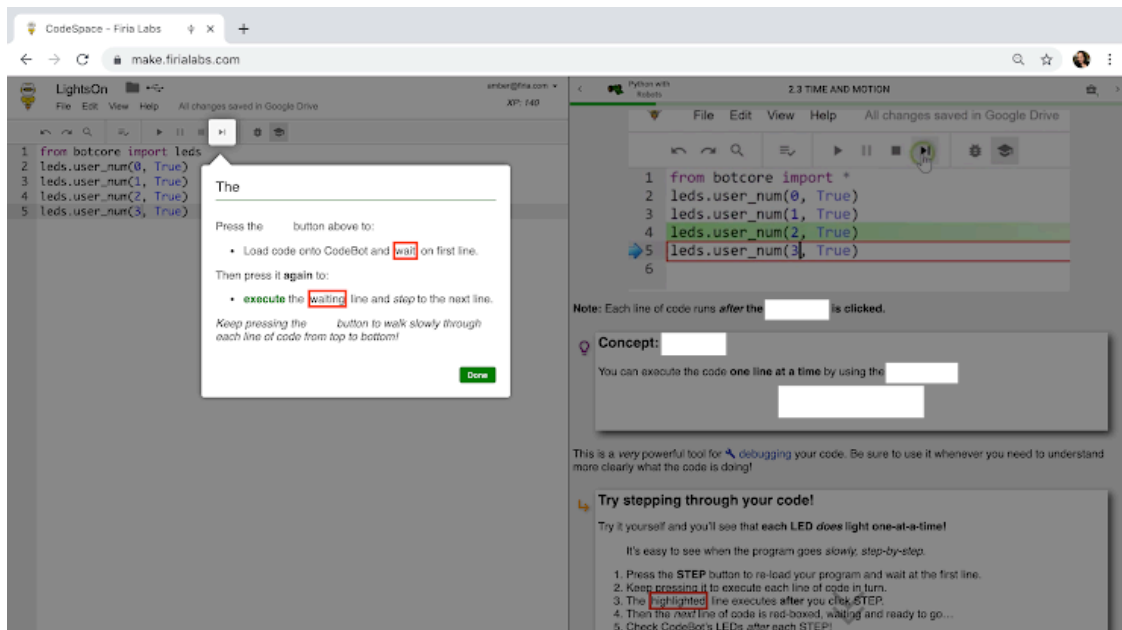 CodeSpace - Firia Labs
make.firialabs.com
LightsOn
amber@firia.com
File Edit View Help All changes saved in Google Drive
XP: 140
1 from botcore import leds
2 leds.user_num(0, True)
3 leds.user_num(1, True)
4 leds.user_num(2, True)
5 leds.user_num(3, True)
The
Press the button above to:
• Load code onto CodeBot and wait on first line.
Then press it again to:
• execute the waiting line and step to the next line.
Keep pressing the button to walk slowly through
each line of code from top to bottom!
Done
Python with
Robots
2.3 TIME AND MOTION
File Edit View Help All changes saved in Google Drive
1 from botcore import *
2 leds.user_num(0, True)
3 leds.user_num(1, True)
4 leds.user_num(2, True)
5 leds.user_num(3, True)
6
Note: Each line of code runs after the is clicked.
Concept:
You can execute the code one line at a time by using the
This is a very powerful tool for debugging your code. Be sure to use it whenever you need to understand
more clearly what the code is doing!
Try stepping through your code!
Try it yourself and you'll see that each LED does light one-at-a-time!
It's easy to see when the program goes slowly, step-by-step.
1. Press the STEP button to re-load your program and wait at the first line.
2. Keep pressing it to execute each line of code in turn.
3. The highlighted line executes after you click STEP.
4. Then the next line of code is red-boxed, waiting and ready to go...
5. Check CodeBot's LEDs after each STEP!